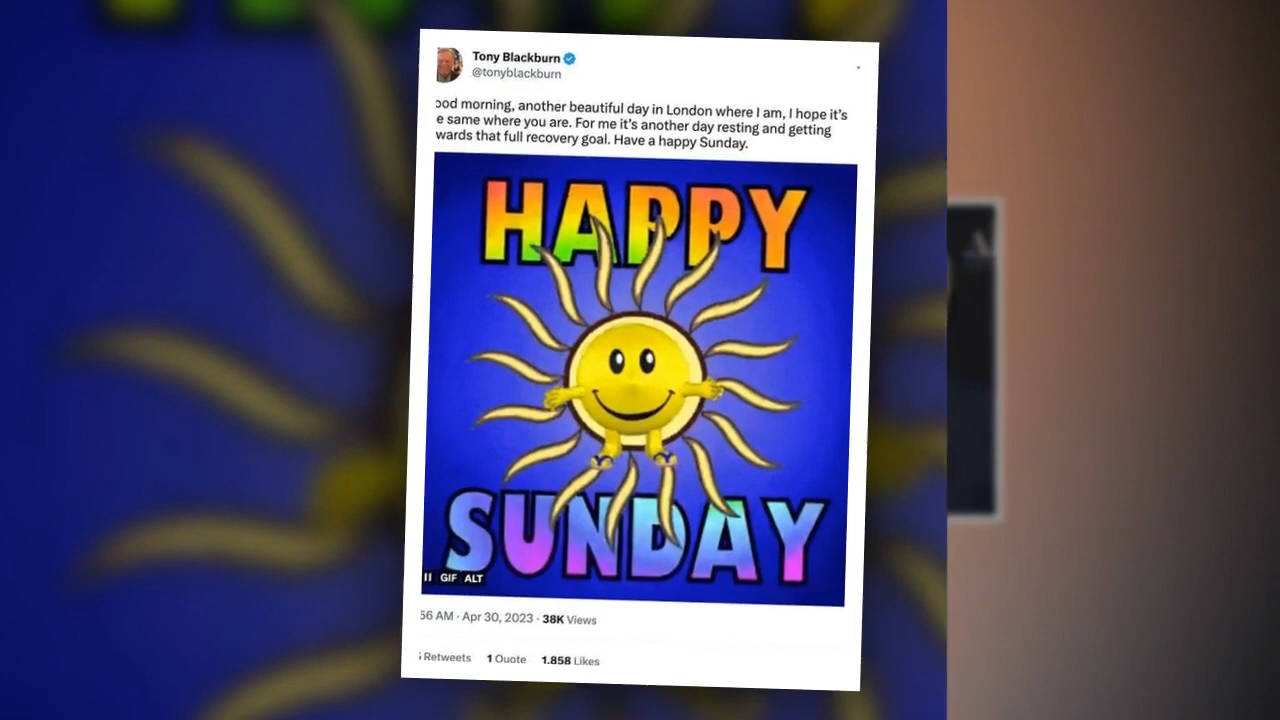 Tony Blackburn
@tonyblackburn
ood morning, another beautiful day in London where I am, I hope it's
e same where you are. For me it's another day resting and getting
wards that full recovery goal. Have a happy Sunday.
HAPPY
SUNDAY
GIF ALT
56 AM · Apr 30, 2023 · 38K Views
Retweets 1 Quote 1,858 Likes